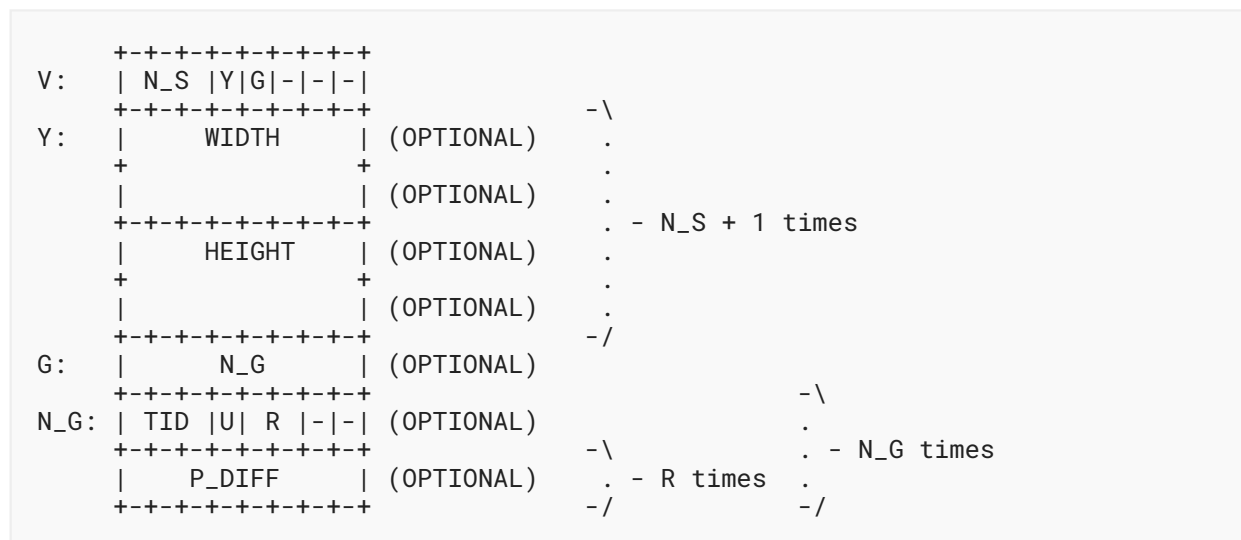 +-+-+-+-+-+-+-+-+
V:   | N_S |Y|G|-|-|-|
     +-+-+-+-+-+-+-+-+              -\
Y:   |     WIDTH     | (OPTIONAL)    .
     +               +               .
     |               | (OPTIONAL)    .
     +-+-+-+-+-+-+-+-+               . - N_S + 1 times
     |     HEIGHT    | (OPTIONAL)    .
     +               +               .
     |               | (OPTIONAL)    .
     +-+-+-+-+-+-+-+-+              -/
G:   |      N_G      | (OPTIONAL)
     +-+-+-+-+-+-+-+-+                            -\
N_G: | TID |U| R |-|-| (OPTIONAL)                 .
     +-+-+-+-+-+-+-+-+              -\            . - N_G times
     |    P_DIFF     | (OPTIONAL)    . - R times  .
     +-+-+-+-+-+-+-+-+              -/            -/